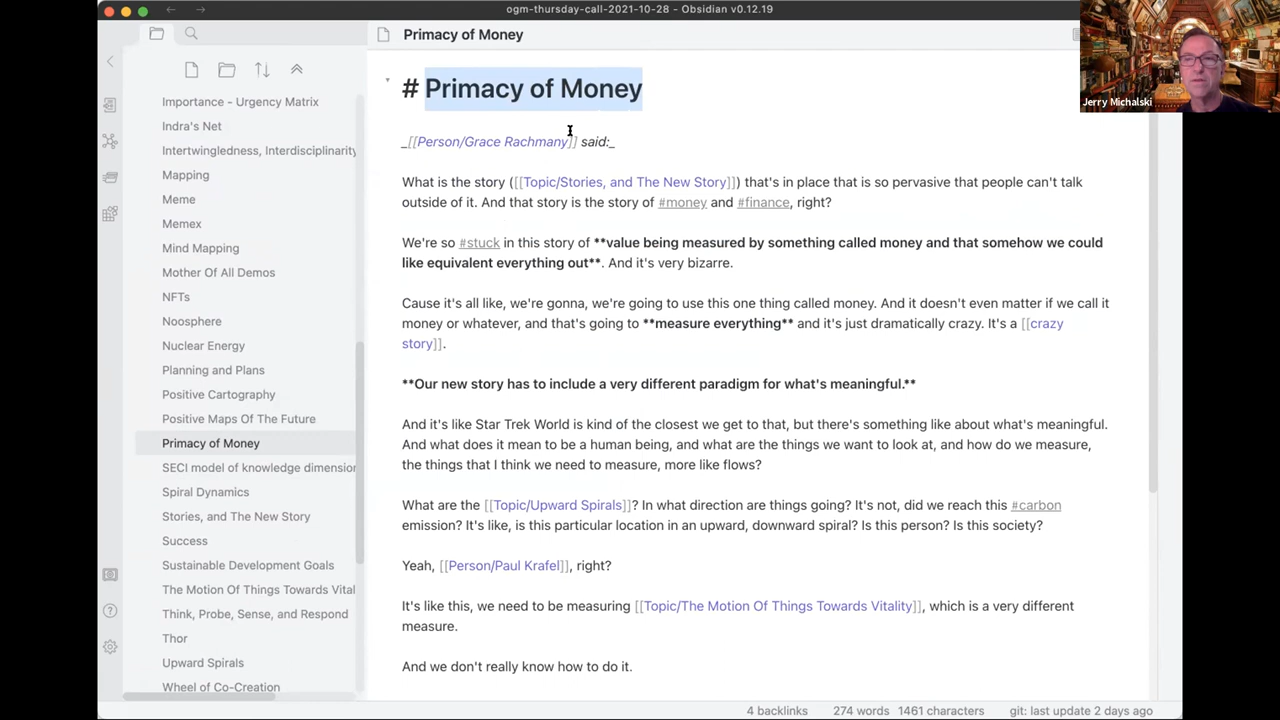 ogm-thursday-call-2021-10-28 - Obsidian v0.12.19
Primacy of Money
Jerry Michalski
Importance - Urgency Matrix
Indra's Net
Intertwingledness, Interdisciplinarity
Mapping
Meme
Memex
Mind Mapping
Mother Of All Demos
NFTs
Noosphere
Nuclear Energy
Planning and Plans
Positive Cartography
Positive Maps Of The Future
Primacy of Money
SECI model of knowledge dimension
Spiral Dynamics
Stories, and The New Story
Success
Sustainable Development Goals
The Motion Of Things Towards Vital
Think, Probe, Sense, and Respond
Thor
Upward Spirals
Wheel of Co-Creation
# Primacy of Money
_[[Person/Grace Rachmany]] said:_
What is the story ([[Topic/Stories, and The New Story]]) that's in place that is so pervasive that people can't talk
outside of it. And that story is the story of #money and #finance, right?
We're so #stuck in this story of **value being measured by something called money and that somehow we could
like equivalent everything out**. And it's very bizarre.
Cause it's all like, we're gonna, we're going to use this one thing called money. And it doesn't even matter if we call it
money or whatever, and that's going to **measure everything** and it's just dramatically crazy. It's a [[crazy
story]].
**Our new story has to include a very different paradigm for what's meaningful.**
And it's like Star Trek World is kind of the closest we get to that, but there's something like about what's meaningful.
And what does it mean to be a human being, and what are the things we want to look at, and how do we measure,
the things that I think we need to measure, more like flows?
What are the [[Topic/Upward Spirals]]? In what direction are things going? It's not, did we reach this #carbon
emission? It's like, is this particular location in an upward, downward spiral? Is this person? Is this society?
Yeah, [[Person/Paul Krafel]], right?
It's like this, we need to be measuring [[Topic/The Motion Of Things Towards Vitality]], which is a very different
measure.
And we don't really know how to do it.
4 backlinks 274 words 1461 characters git: last update 2 days ago